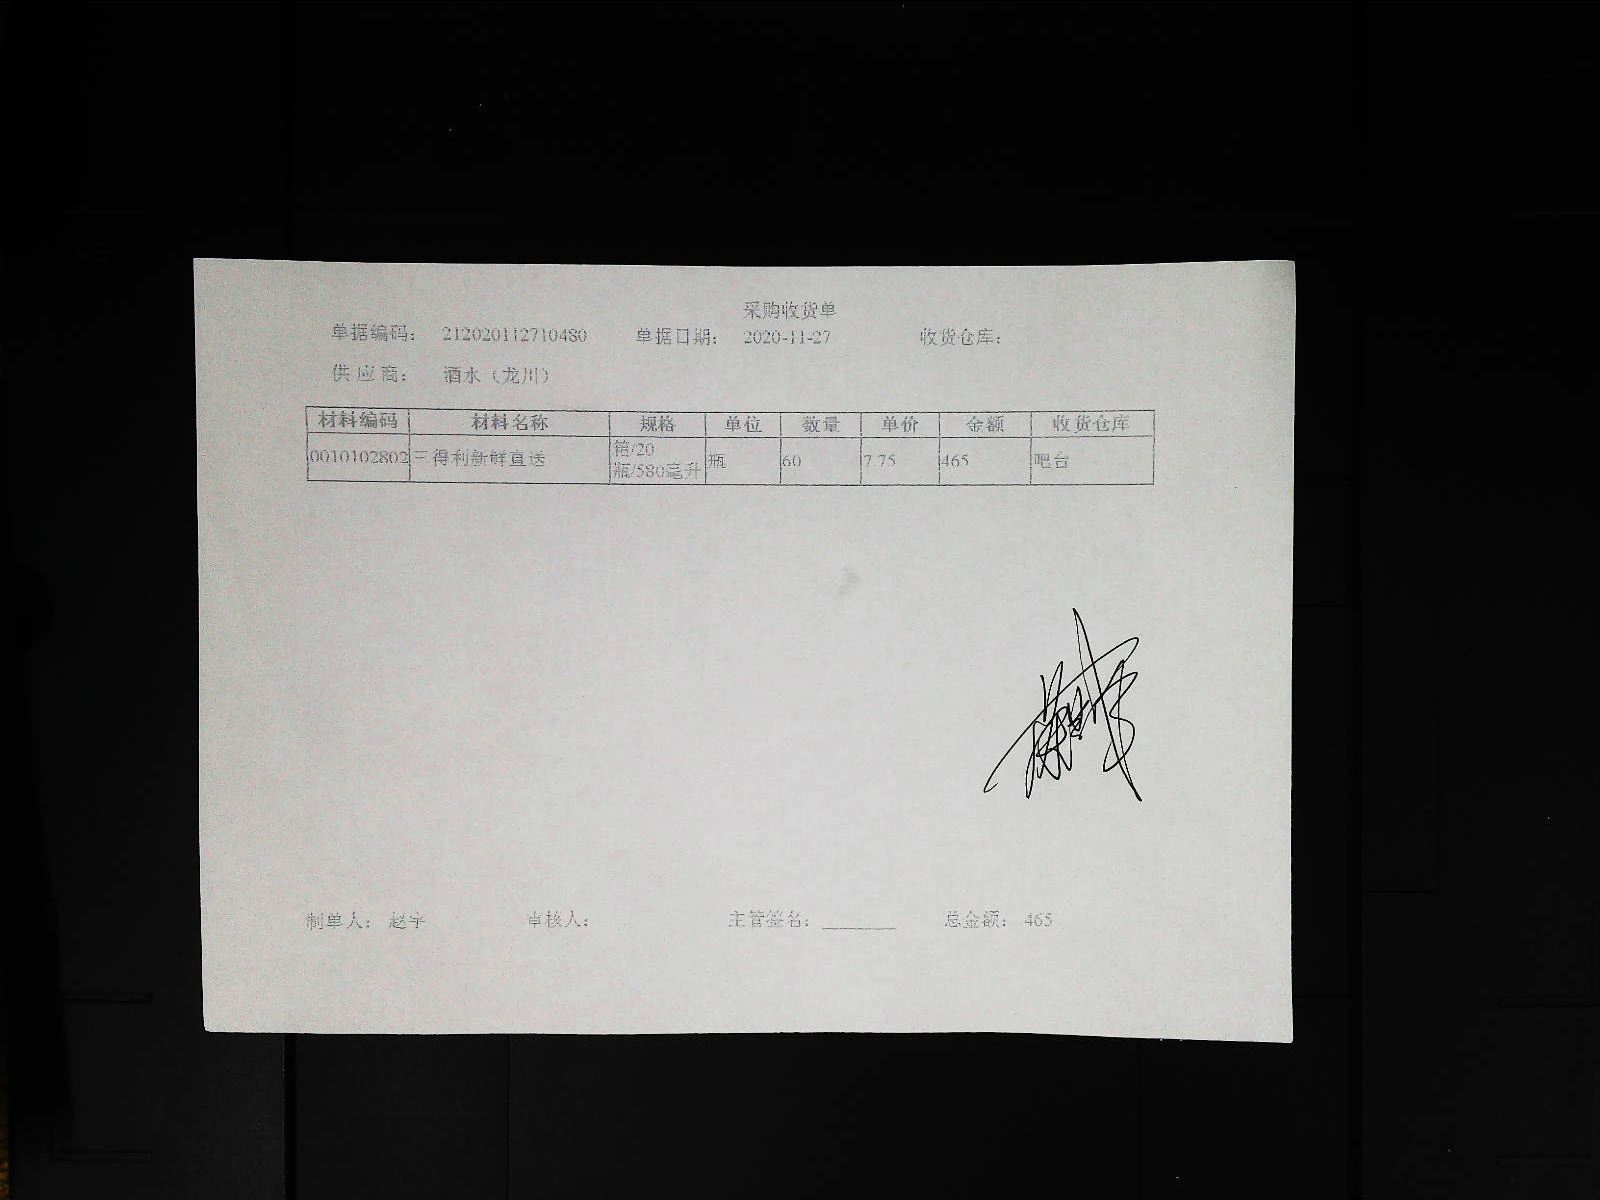 采购收货单
单据编码： 212020112710480 单据日期： 2020-11-27 收货仓库：
供 应 商： 酒水（龙川）
材料编码 材料名称 规格 单位 数量 单价 金额 收货仓库
0010102802 三得利新鲜直送 箱/20 瓶/580毫升 瓶 60 7.75 465 吧台
制单人： 赵宇 审核人： 主管签名： ________ 总金额： 465